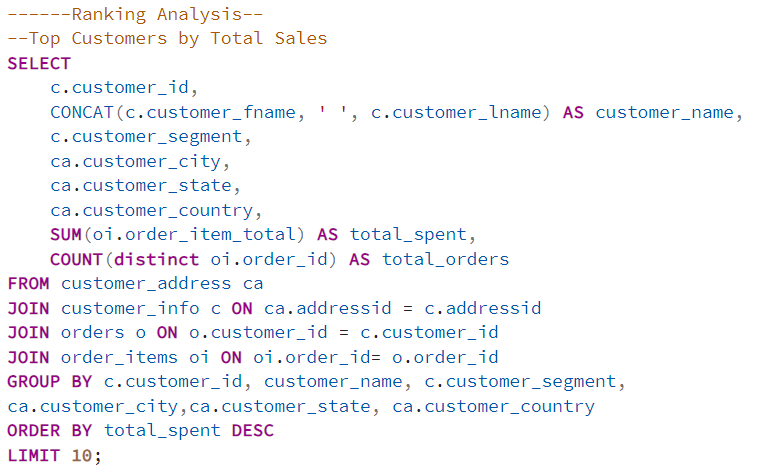 ------Ranking Analysis--
--Top Customers by Total Sales
SELECT
    c.customer_id,
    CONCAT(c.customer_fname, ' ', c.customer_lname) AS customer_name,
    c.customer_segment,
    ca.customer_city,
    ca.customer_state,
    ca.customer_country,
    SUM(oi.order_item_total) AS total_spent,
    COUNT(distinct oi.order_id) AS total_orders
FROM customer_address ca
JOIN customer_info c ON ca.addressid = c.addressid
JOIN orders o ON o.customer_id = c.customer_id
JOIN order_items oi ON oi.order_id= o.order_id
GROUP BY c.customer_id, customer_name, c.customer_segment,
ca.customer_city,ca.customer_state, ca.customer_country
ORDER BY total_spent DESC
LIMIT 10;